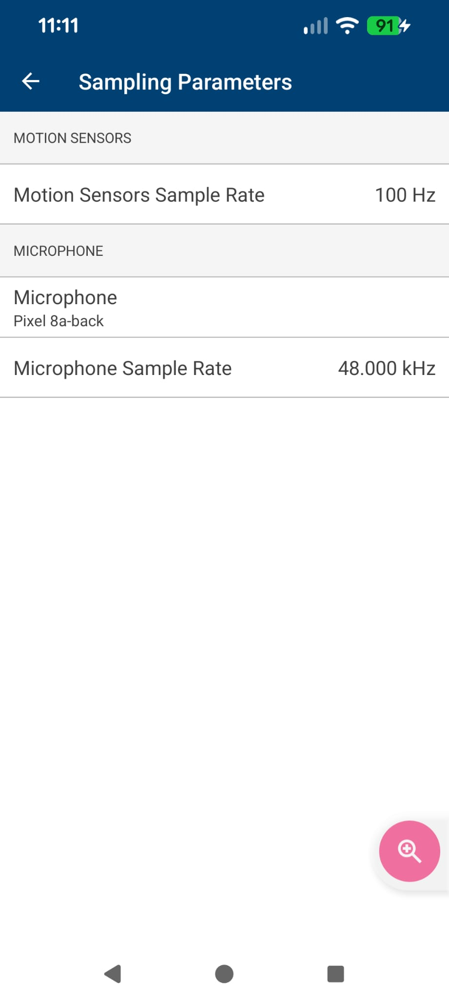 11:11
91
Sampling Parameters
MOTION SENSORS
Motion Sensors Sample Rate 100 Hz
MICROPHONE
Microphone
Pixel 8a-back
Microphone Sample Rate 48.000 kHz